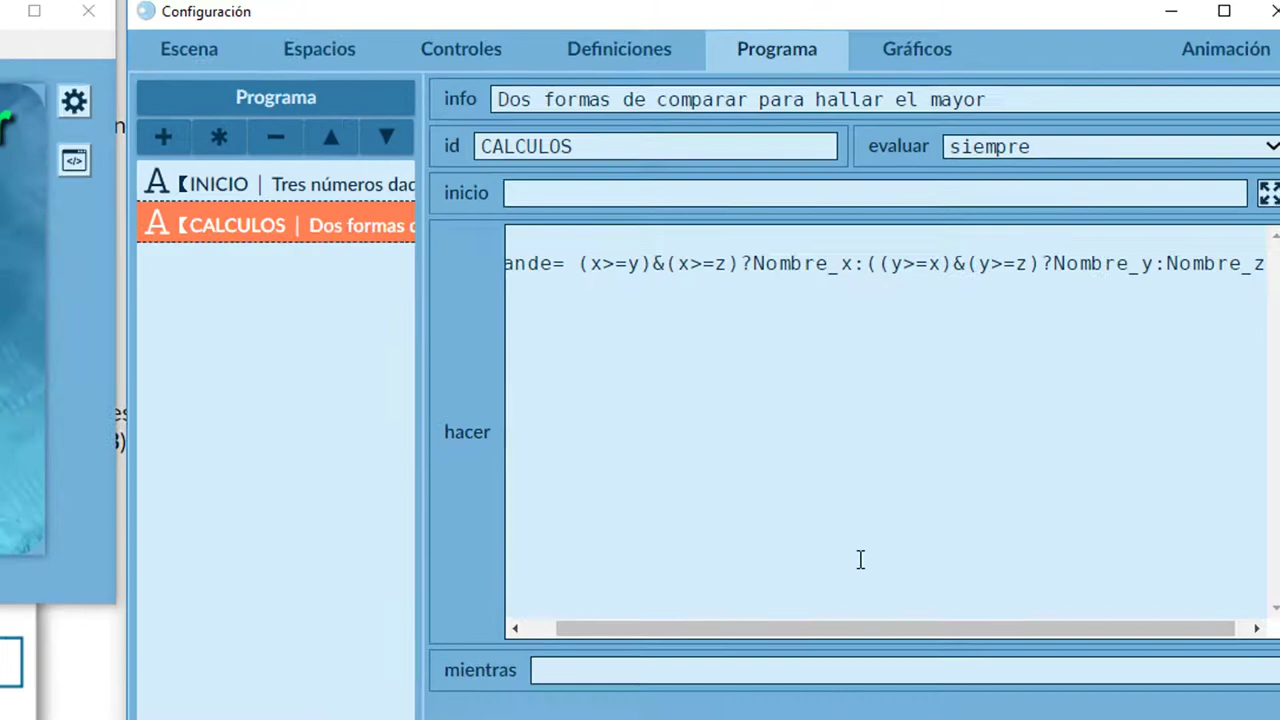 Configuración
Escena Espacios Controles Definiciones Programa Gráficos Animación
Programa
info Dos formas de comparar para hallar el mayor
id CALCULOS evaluar siempre
【INICIO | Tres números dad
inicio
【CALCULOS | Dos formas d
ande= (x>=y)&(x>=z)?Nombre_x:((y>=x)&(y>=z)?Nombre_y:Nombre_z
hacer
mientras